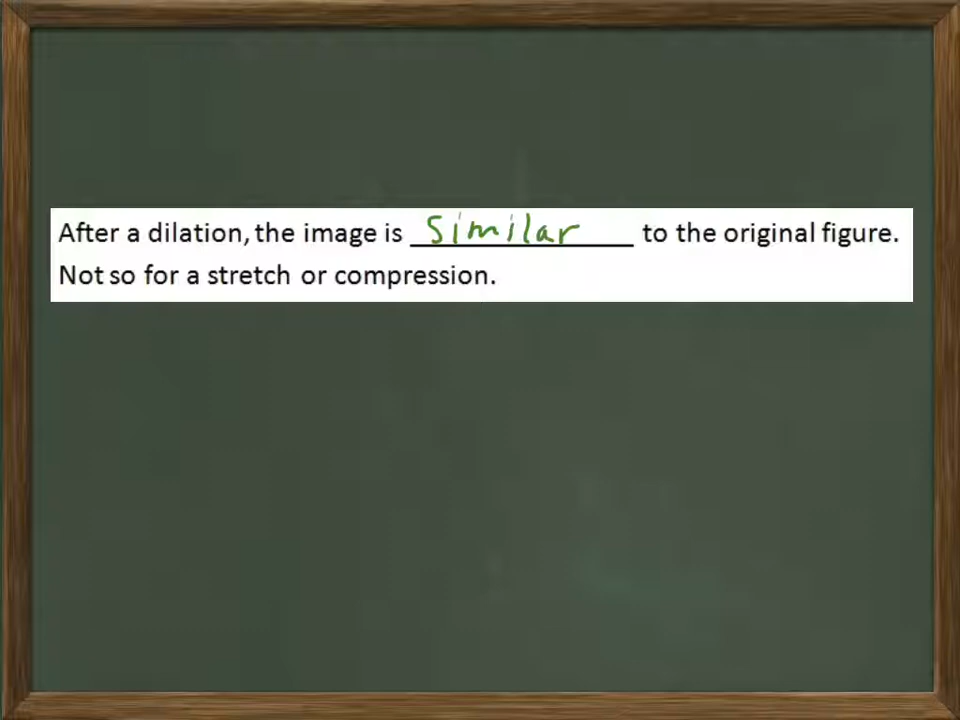 After a dilation, the image is similar to the original figure.
Not so for a stretch or compression.